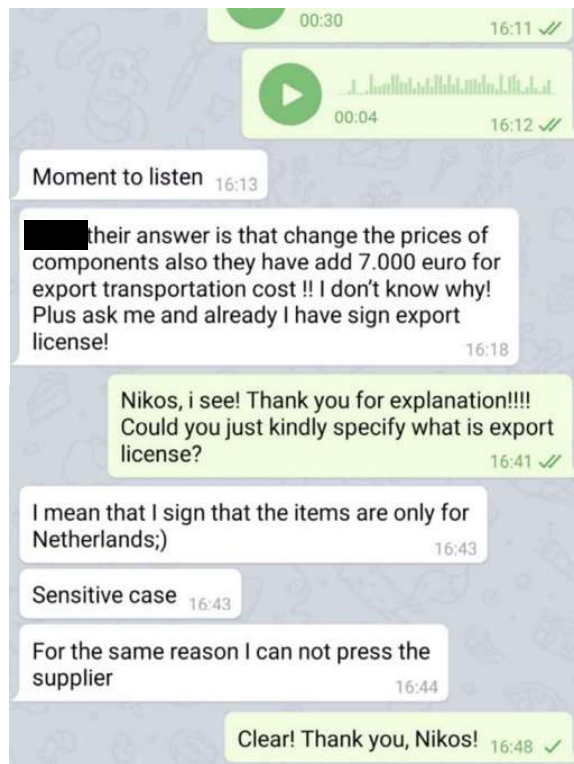 00:30
16:11
00:04
16:12
Moment to listen 16:13
their answer is that change the prices of
components also they have add 7.000 euro for
export transportation cost !! I don't know why!
Plus ask me and already I have sign export
license!
16:18
Nikos, i see! Thank you for explanation!!!!
Could you just kindly specify what is export
license?
16:41
I mean that I sign that the items are only for
Netherlands;)
16:43
Sensitive case 16:43
For the same reason I can not press the
supplier
16:44
Clear! Thank you, Nikos! 16:48